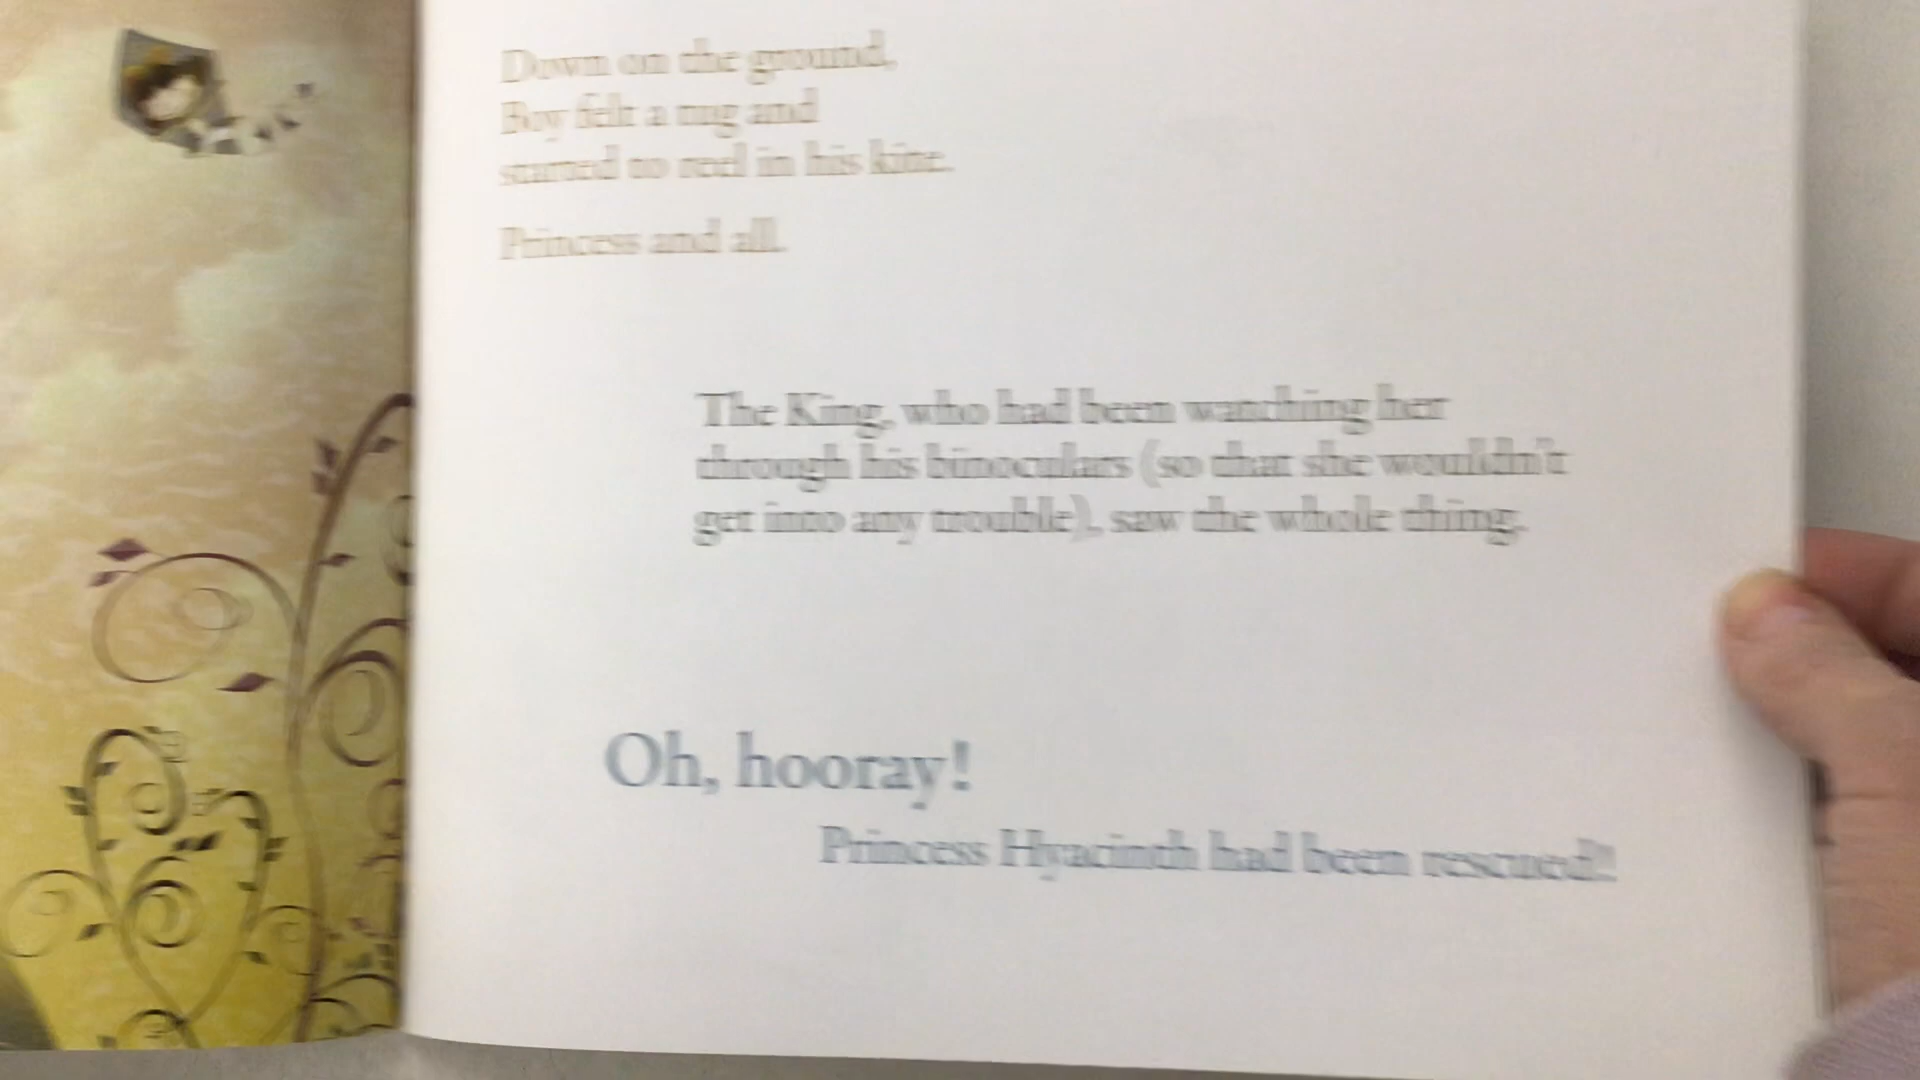 Down on the ground,
Boy felt a tug and
started to reel in his kite.
Princess and all.
The King, who had been watching her
through his binoculars (so that she wouldn't
get into any trouble), saw the whole thing.
Oh, hooray!
Princess Hyacinth had been rescued!